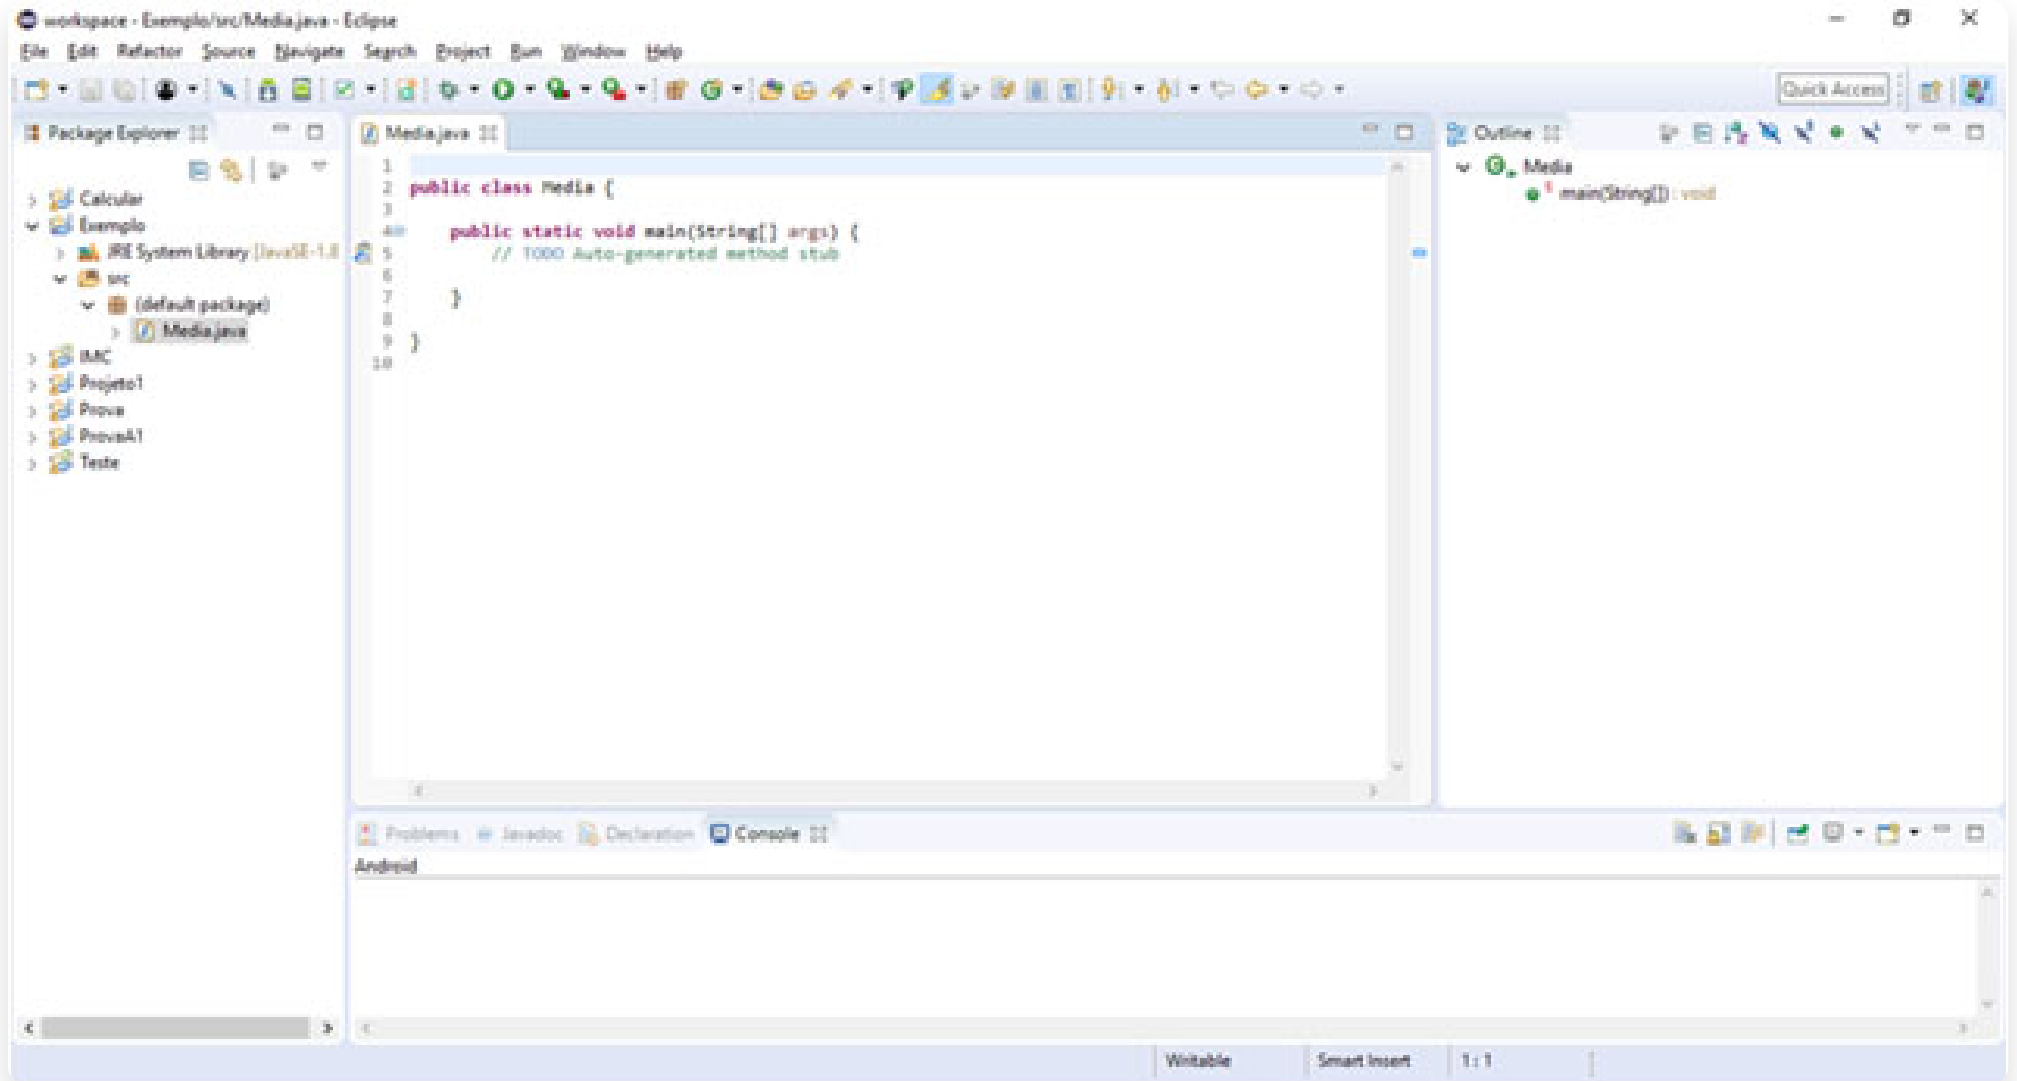 workspace - Exemplo/src/Media.java - Eclipse
File Edit Refactor Source Navigate Search Project Run Window Help
Quick Access
Package Explorer
Calcular
Exemplo
JRE System Library [JavaSE-1.8
src
(default package)
Media.java
IMC
Projeto1
Prova
ProvaA1
Teste
Media.java
1
2 public class Media {
3
4 public static void main(String[] args) {
5 // TODO Auto-generated method stub
6
7 }
8
9 }
10
Outline
Media
main(String[]) : void
Problems Javadoc Declaration Console
Android
Writable Smart Insert 1 : 1